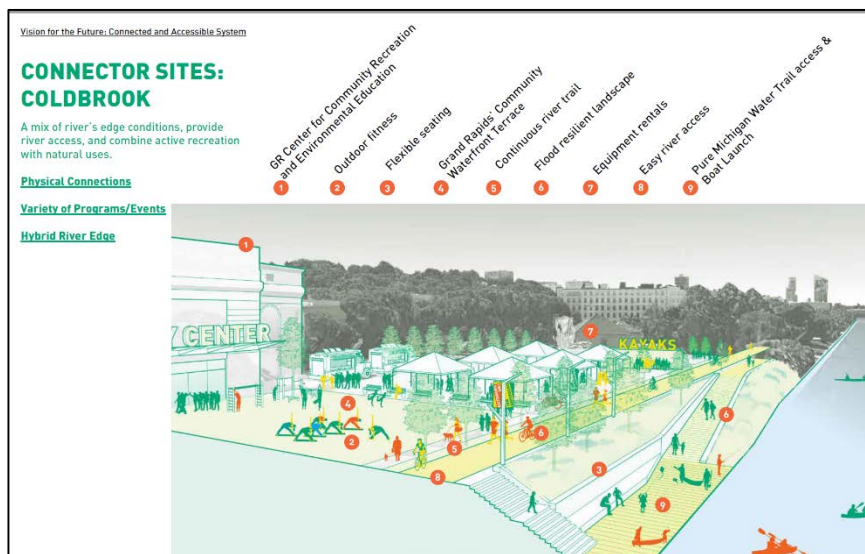 Vision for the Future: Connected and Accessible System
CONNECTOR SITES:
COLDBROOK
A mix of river's edge conditions, provide
river access, and combine active recreation
with natural uses.
Physical Connections
Variety of Programs/Events
Hybrid River Edge
GR Center for Community Recreation
and Environmental Education
1
Outdoor fitness
2
Flexible seating
3
Grand Rapids' Community
Waterfront Terrace
4
Continuous river trail
5
Flood resilient landscape
6
Equipment rentals
7
Easy river access
8
Pure Michigan Water Trail access &
Boat Launch
9
1
Y CENTER
7
KAYAKS
4
2
5
6
8
3
6
9